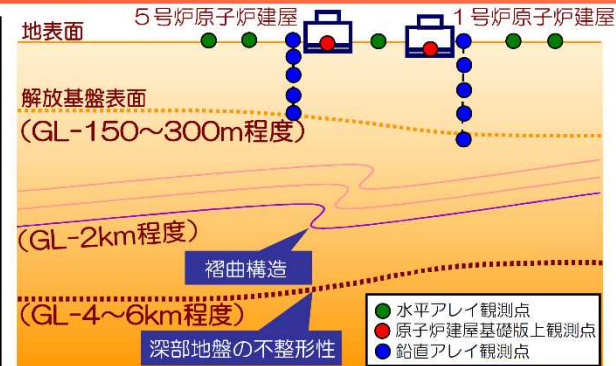 5号炉原子炉建屋
1号炉原子炉建屋
地表面
解放基盤表面
(GL-150～300m程度)
(GL-2km程度)
褶曲構造
(GL-4～6km程度)
深部地盤の不整形性
水平アレイ観測点
原子炉建屋基礎版上観測点
鉛直アレイ観測点